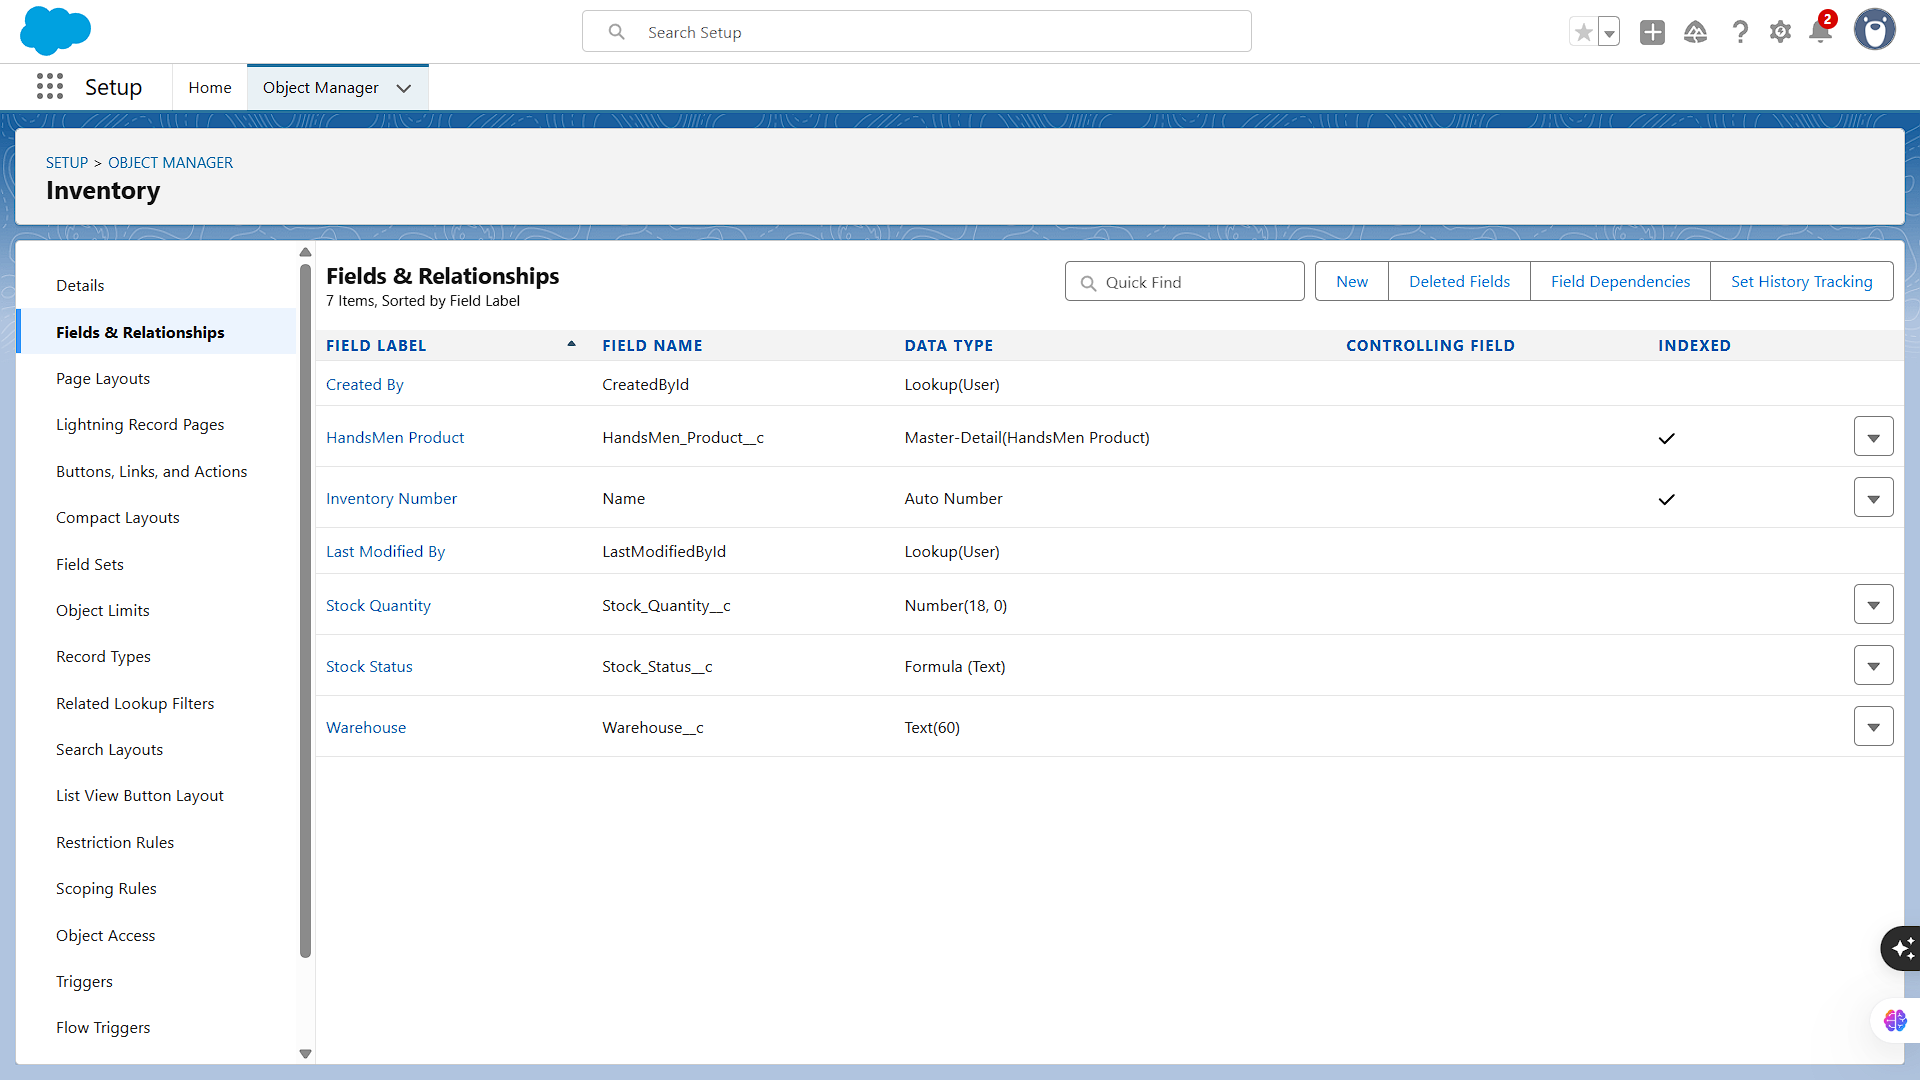 Search Setup
2
Setup
Home
Object Manager
SETUP > OBJECT MANAGER
Inventory
Details
Fields & Relationships
Page Layouts
Lightning Record Pages
Buttons, Links, and Actions
Compact Layouts
Field Sets
Object Limits
Record Types
Related Lookup Filters
Search Layouts
List View Button Layout
Restriction Rules
Scoping Rules
Object Access
Triggers
Flow Triggers
Fields & Relationships
7 Items, Sorted by Field Label
Quick Find
New
Deleted Fields
Field Dependencies
Set History Tracking
FIELD LABEL FIELD NAME DATA TYPE CONTROLLING FIELD INDEXED
Created By CreatedById Lookup(User)
HandsMen Product HandsMen_Product__c Master-Detail(HandsMen Product)
Inventory Number Name Auto Number
Last Modified By LastModifiedById Lookup(User)
Stock Quantity Stock_Quantity__c Number(18, 0)
Stock Status Stock_Status__c Formula (Text)
Warehouse Warehouse__c Text(60)